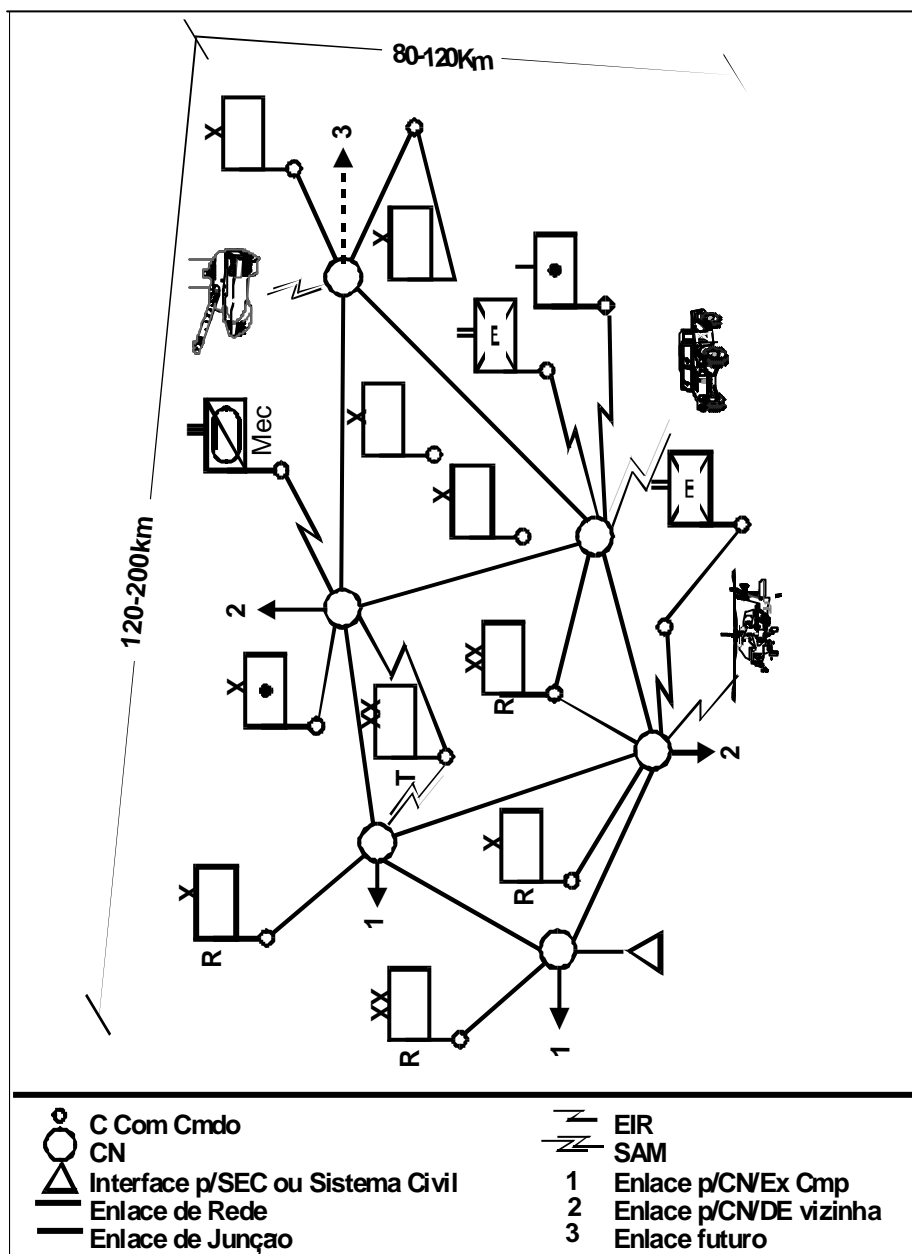 80-120Km
120-200km
X
3
X
Mec
E
X
X
E
2
X
XX
XX
R
T
2
X
R
X
R
1
XX
R
1
C Com Cmdo
CN
Interface p/SEC ou Sistema Civil
Enlace de Rede
Enlace de Junção
EIR
SAM
1 Enlace p/CN/Ex Cmp
2 Enlace p/CN/DE vizinha
3 Enlace futuro